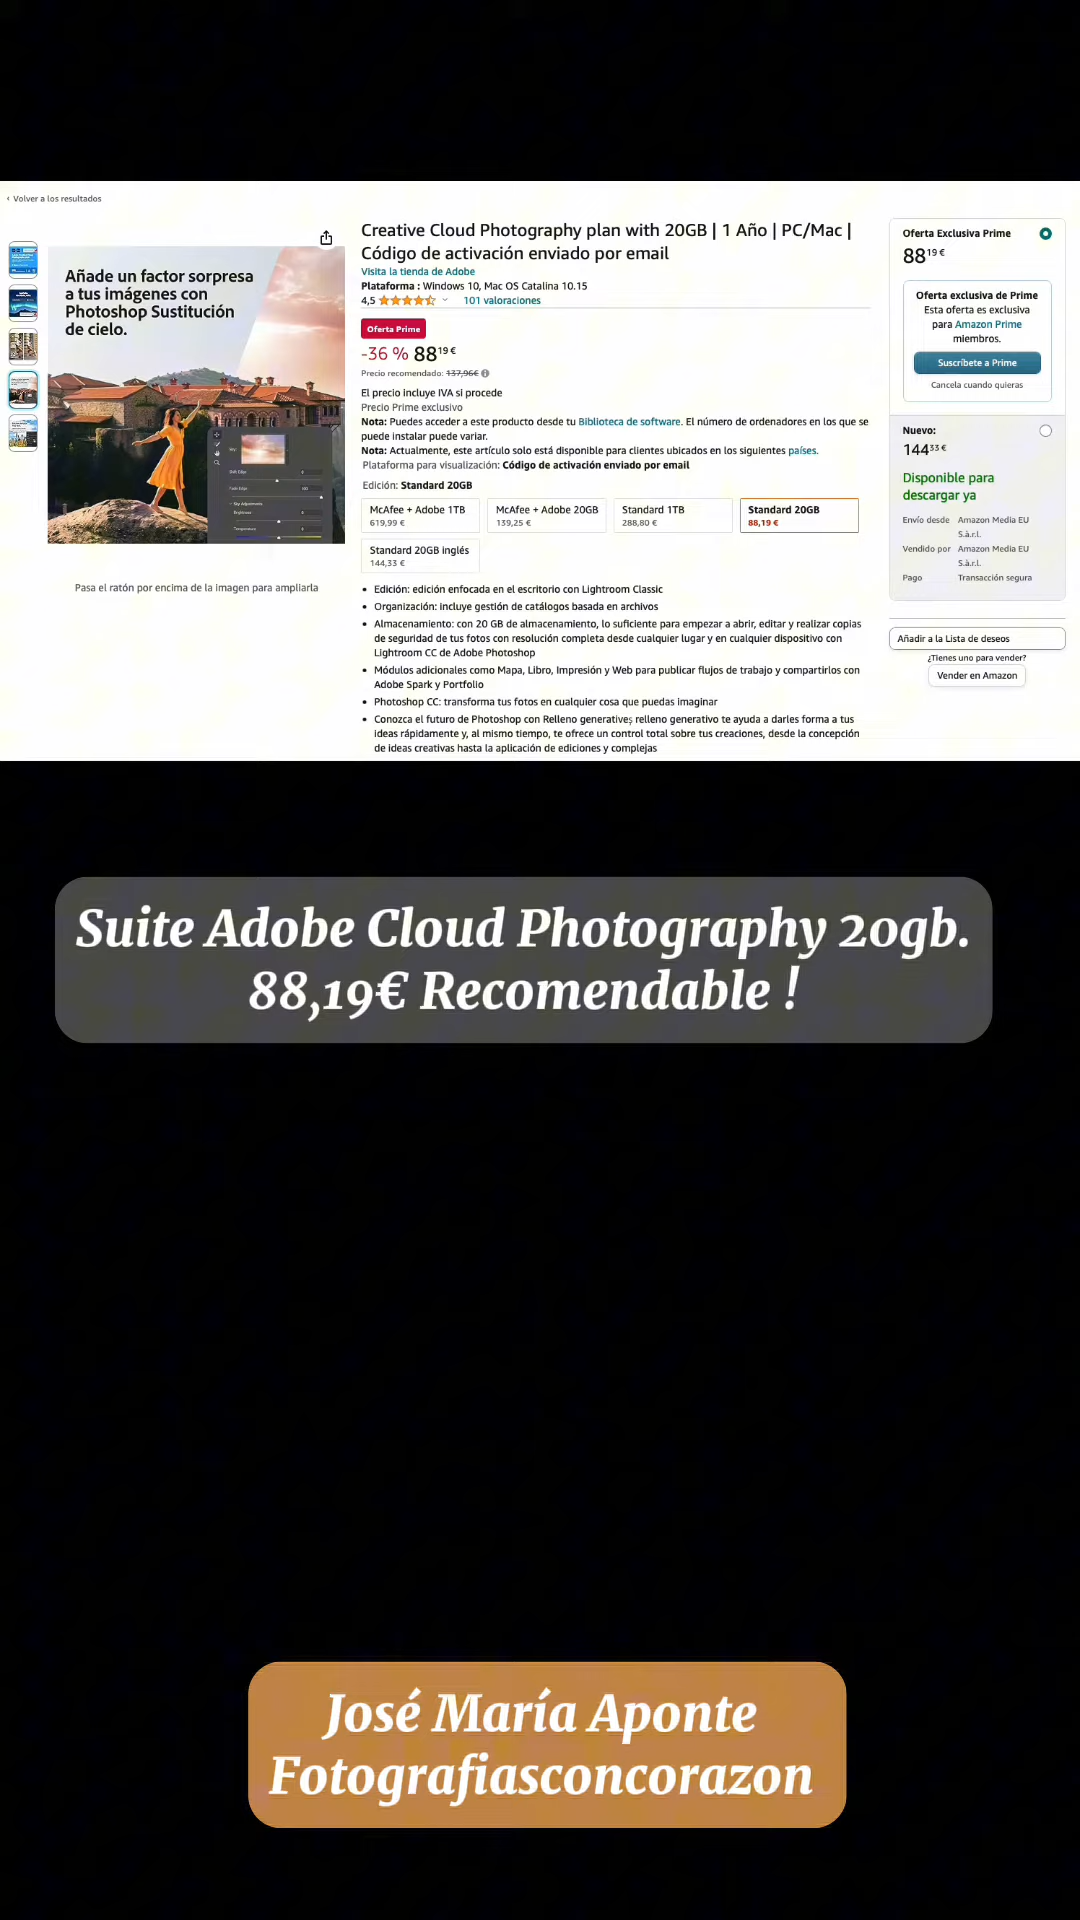 ‹ Volver a los resultados
Añade un factor sorpresa
a tus imágenes con
Photoshop Sustitución
de cielo.
Pasa el ratón por encima de la imagen para ampliarla
Creative Cloud Photography plan with 20GB | 1 Año | PC/Mac |
Código de activación enviado por email
Visita la tienda de Adobe
Plataforma : Windows 10, Mac OS Catalina 10.15
4,5 101 valoraciones
Oferta Prime
-36 % 88,19 €
Precio recomendado: 137,96€
El precio incluye IVA si procede
Precio Prime exclusivo
Nota: Puedes acceder a este producto desde tu Biblioteca de software. El número de ordenadores en los que se
puede instalar puede variar.
Nota: Actualmente, este artículo solo está disponible para clientes ubicados en los siguientes países.
Plataforma para visualización: Código de activación enviado por email
Edición: Standard 20GB
McAfee + Adobe 1TB
619,99 €
McAfee + Adobe 20GB
139,25 €
Standard 1TB
288,80 €
Standard 20GB
88,19 €
Standard 20GB inglés
144,33 €
• Edición: edición enfocada en el escritorio con Lightroom Classic
• Organización: incluye gestión de catálogos basada en archivos
• Almacenamiento: con 20 GB de almacenamiento, lo suficiente para empezar a abrir, editar y realizar copias
de seguridad de tus fotos con resolución completa desde cualquier lugar y en cualquier dispositivo con
Lightroom CC de Adobe Photoshop
• Módulos adicionales como Mapa, Libro, Impresión y Web para publicar flujos de trabajo y compartirlos con
Adobe Spark y Portfolio
• Photoshop CC: transforma tus fotos en cualquier cosa que puedas imaginar
• Conozca el futuro de Photoshop con Relleno generative; relleno generativo te ayuda a darles forma a tus
ideas rápidamente y, al mismo tiempo, te ofrece un control total sobre tus creaciones, desde la concepción
de ideas creativas hasta la aplicación de ediciones y complejas
Oferta Exclusiva Prime
88 19 €
Oferta exclusiva de Prime
Esta oferta es exclusiva
para Amazon Prime
miembros.
Suscríbete a Prime
Cancela cuando quieras
Nuevo:
144 33 €
Disponible para
descargar ya
Envío desde Amazon Media EU
S.à.r.l.
Vendido por Amazon Media EU
S.à.r.l.
Pago Transacción segura
Añadir a la Lista de deseos
¿Tienes uno para vender?
Vender en Amazon
Suite Adobe Cloud Photography 20gb.
88,19€ Recomendable !
José María Aponte
Fotografiasconcorazon